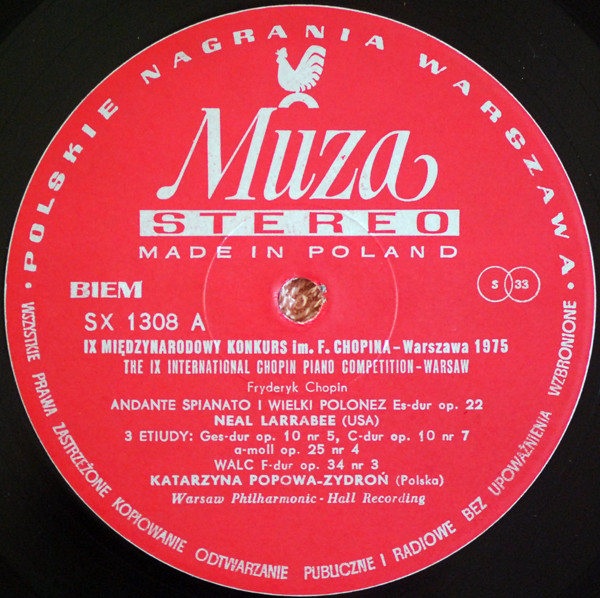 • POLSKIE NAGRANIA WARSZAWA •
Muza
STEREO
MADE IN POLAND
BIEM
S 33
SX 1308 A
IX MIĘDZYNARODOWY KONKURS im. F. CHOPINA – Warszawa 1975
THE IX INTERNATIONAL CHOPIN PIANO COMPETITION – WARSAW
Fryderyk Chopin
ANDANTE SPIANATO I WIELKI POLONEZ Es-dur op. 22
NEAL LARRABEE (USA)
3 ETIUDY: Ges-dur op. 10 nr 5, C-dur op. 10 nr 7
a-moll op. 25 nr 4
WALC F-dur op. 34 nr 3
KATARZYNA POPOWA-ZYDROŃ (Polska)
Warsaw Philharmonic - Hall Recording
WSZYSTKIE PRAWA ZASTRZEŻONE KOPIOWANIE ODTWARZANIE PUBLICZNE I RADIOWE BEZ UPOWAŻNIENIA WZBRONIONE